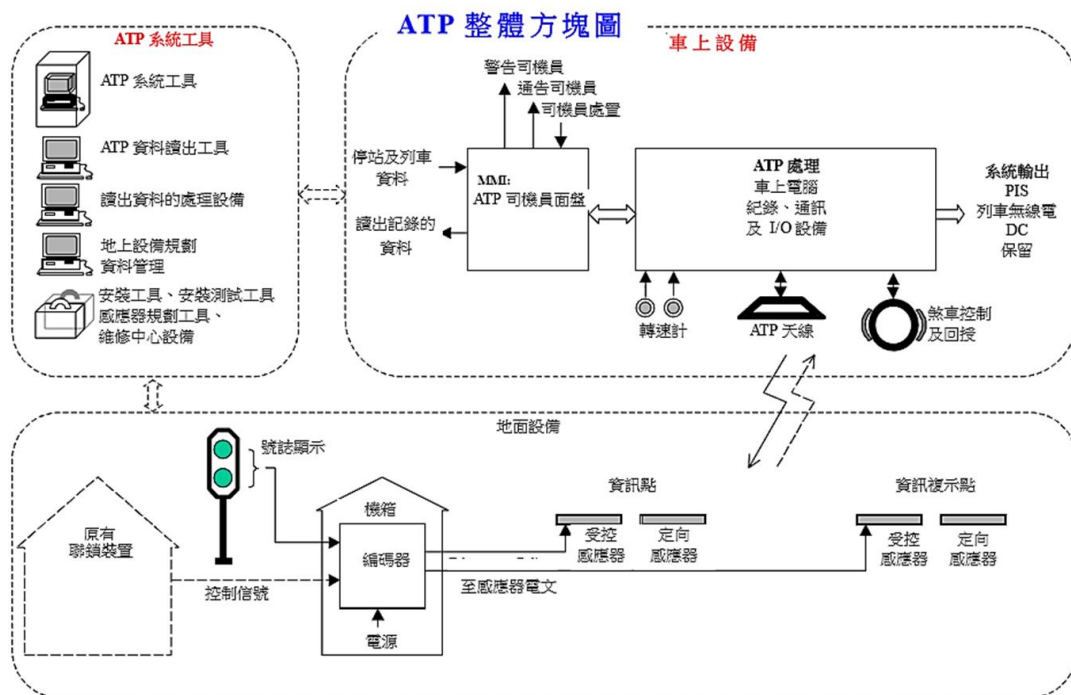 ATP 整體方塊圖
ATP 系統工具
ATP 系統工具
ATP 資料讀出工具
讀出資料的處理設備
地上設備規劃
資料管理
安裝工具、安裝測試工具
感應器規劃工具、
維修中心設備
車上設備
警告司機員
通告司機員
司機員處置
停站及列車
資料
讀出記錄的
資料
MMI:
ATP 司機員面盤
ATP 處理
車上電腦
紀錄、通訊
及 I/O 設備
系統輸出
PIS
列車無線電
DC
保留
轉速計
ATP 天線
煞車控制
及回授
地面設備
號誌顯示
原有
聯鎖裝置
控制信號
機箱
編碼器
電源
至感應器電文
資訊點
受控
感應器
定向
感應器
資訊複示點
受控
感應器
定向
感應器